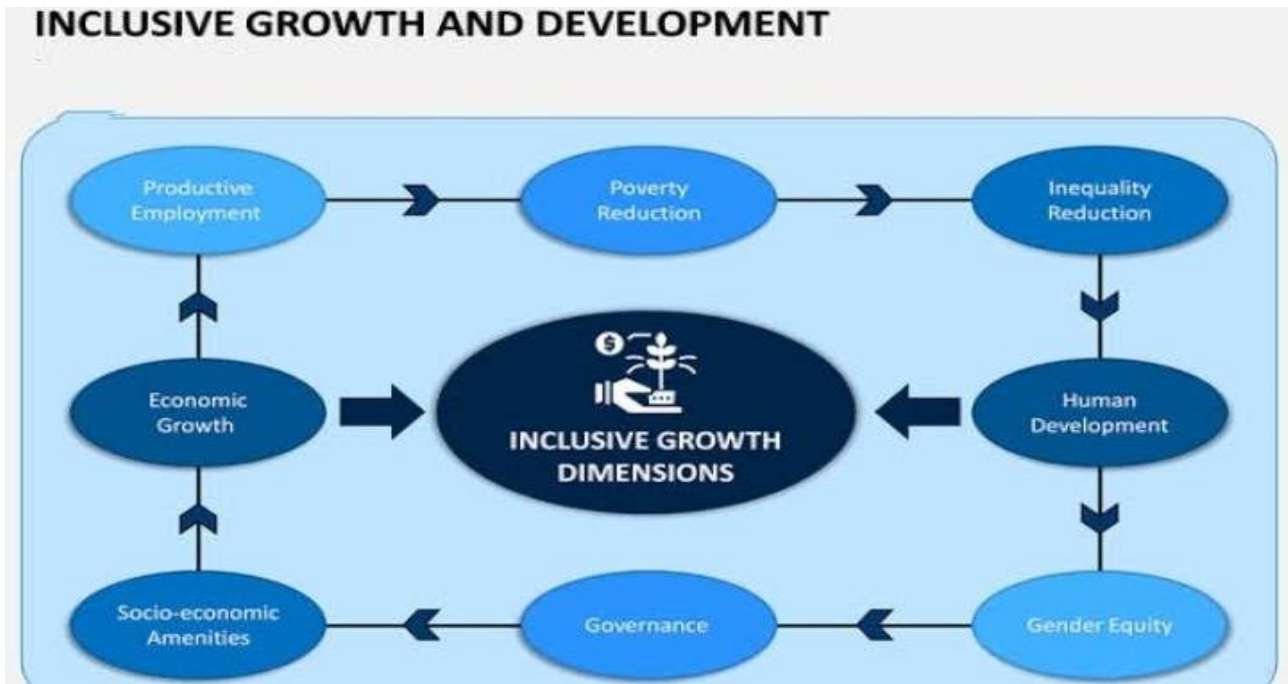 INCLUSIVE GROWTH AND DEVELOPMENT
Productive
Employment
Poverty
Reduction
Inequality
Reduction
Economic
Growth
$
INCLUSIVE GROWTH
DIMENSIONS
Human
Development
Socio-economic
Amenities
Governance
Gender Equity